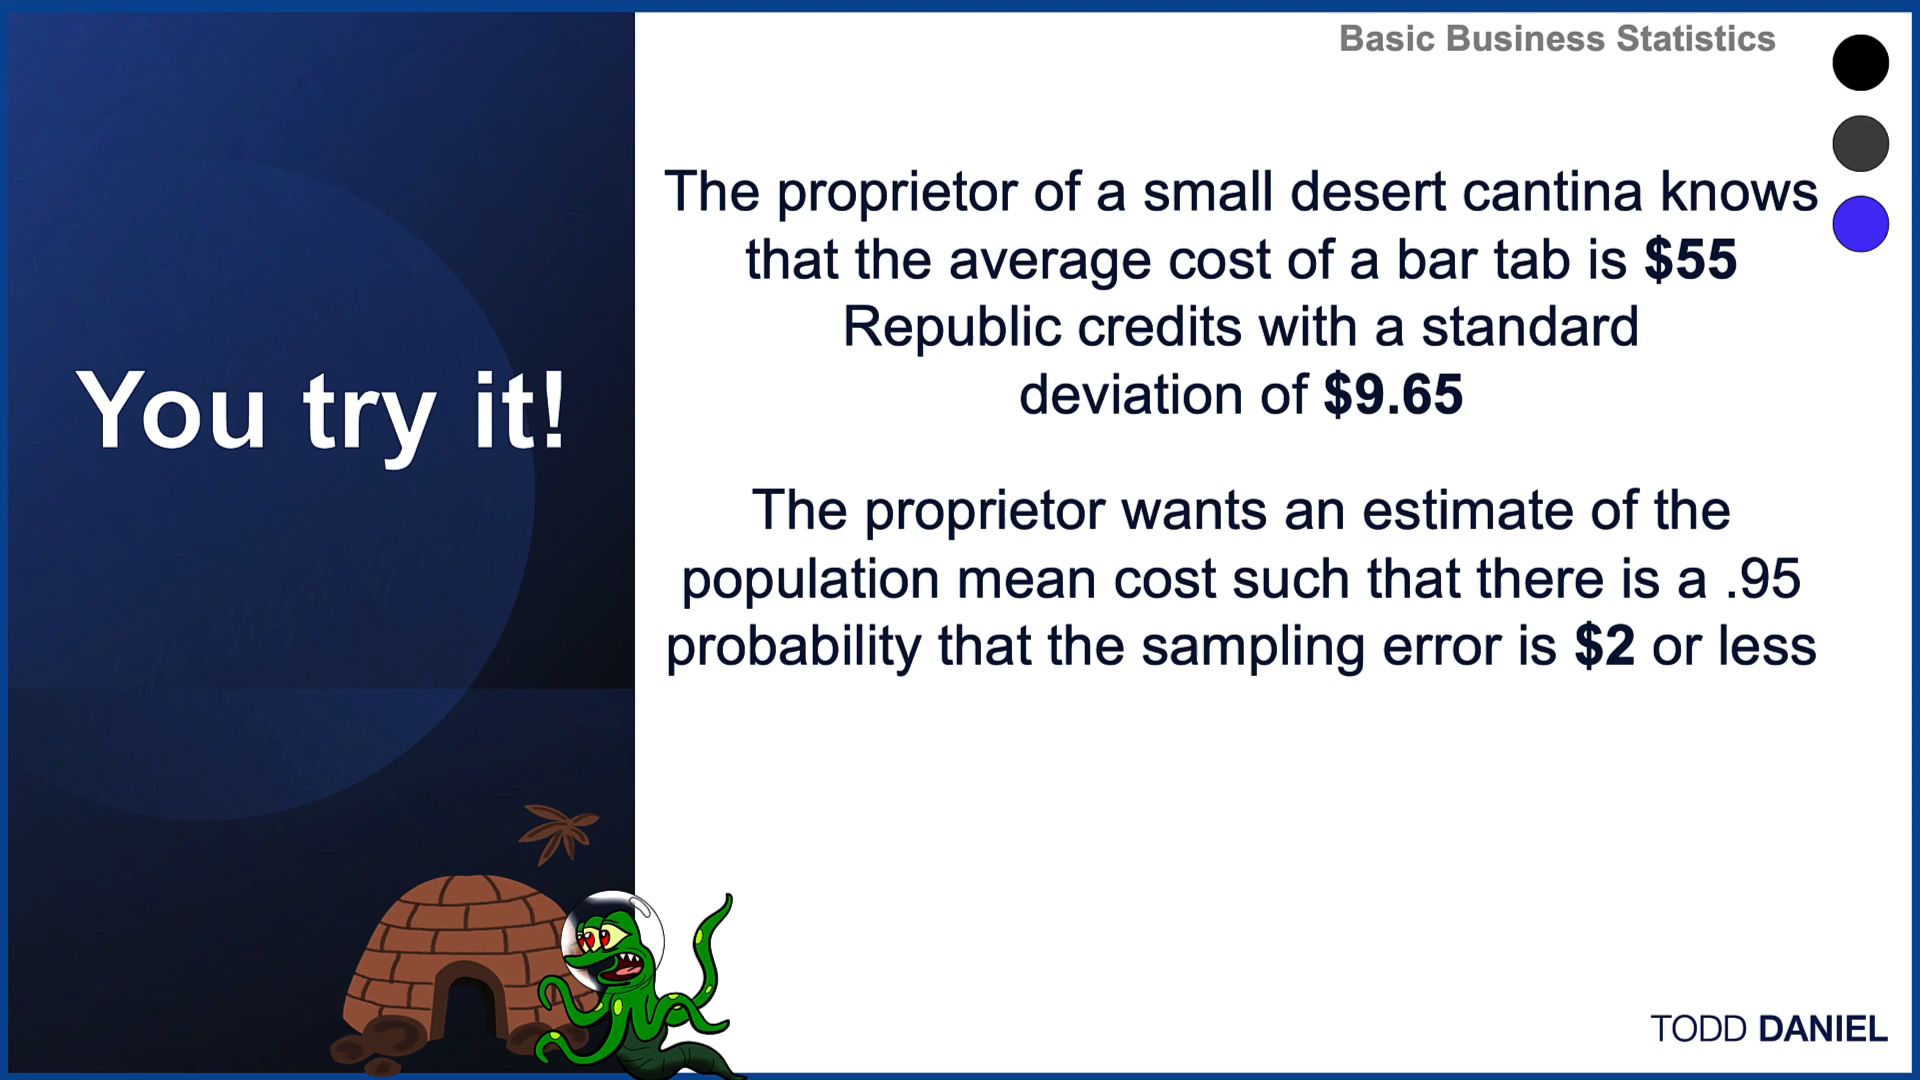 Basic Business Statistics
You try it!
The proprietor of a small desert cantina knows
that the average cost of a bar tab is $55
Republic credits with a standard
deviation of $9.65
The proprietor wants an estimate of the
population mean cost such that there is a .95
probability that the sampling error is $2 or less
TODD DANIEL